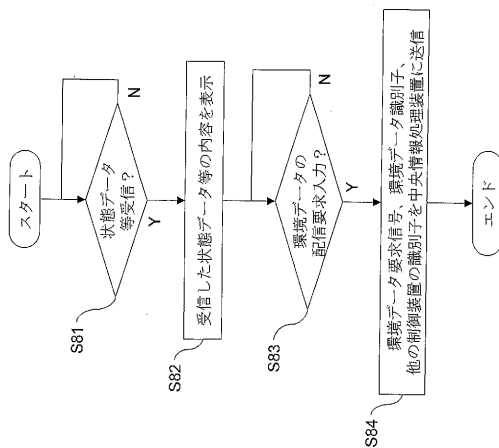 スタート
状態データ
等受信？
N
Y
S81
受信した状態データ等の内容を表示
S82
環境データの
配信要求入力？
N
Y
S83
環境データ要求信号、環境データ識別子、
他の制御装置の識別子を中央情報処理装置に送信
S84
エンド